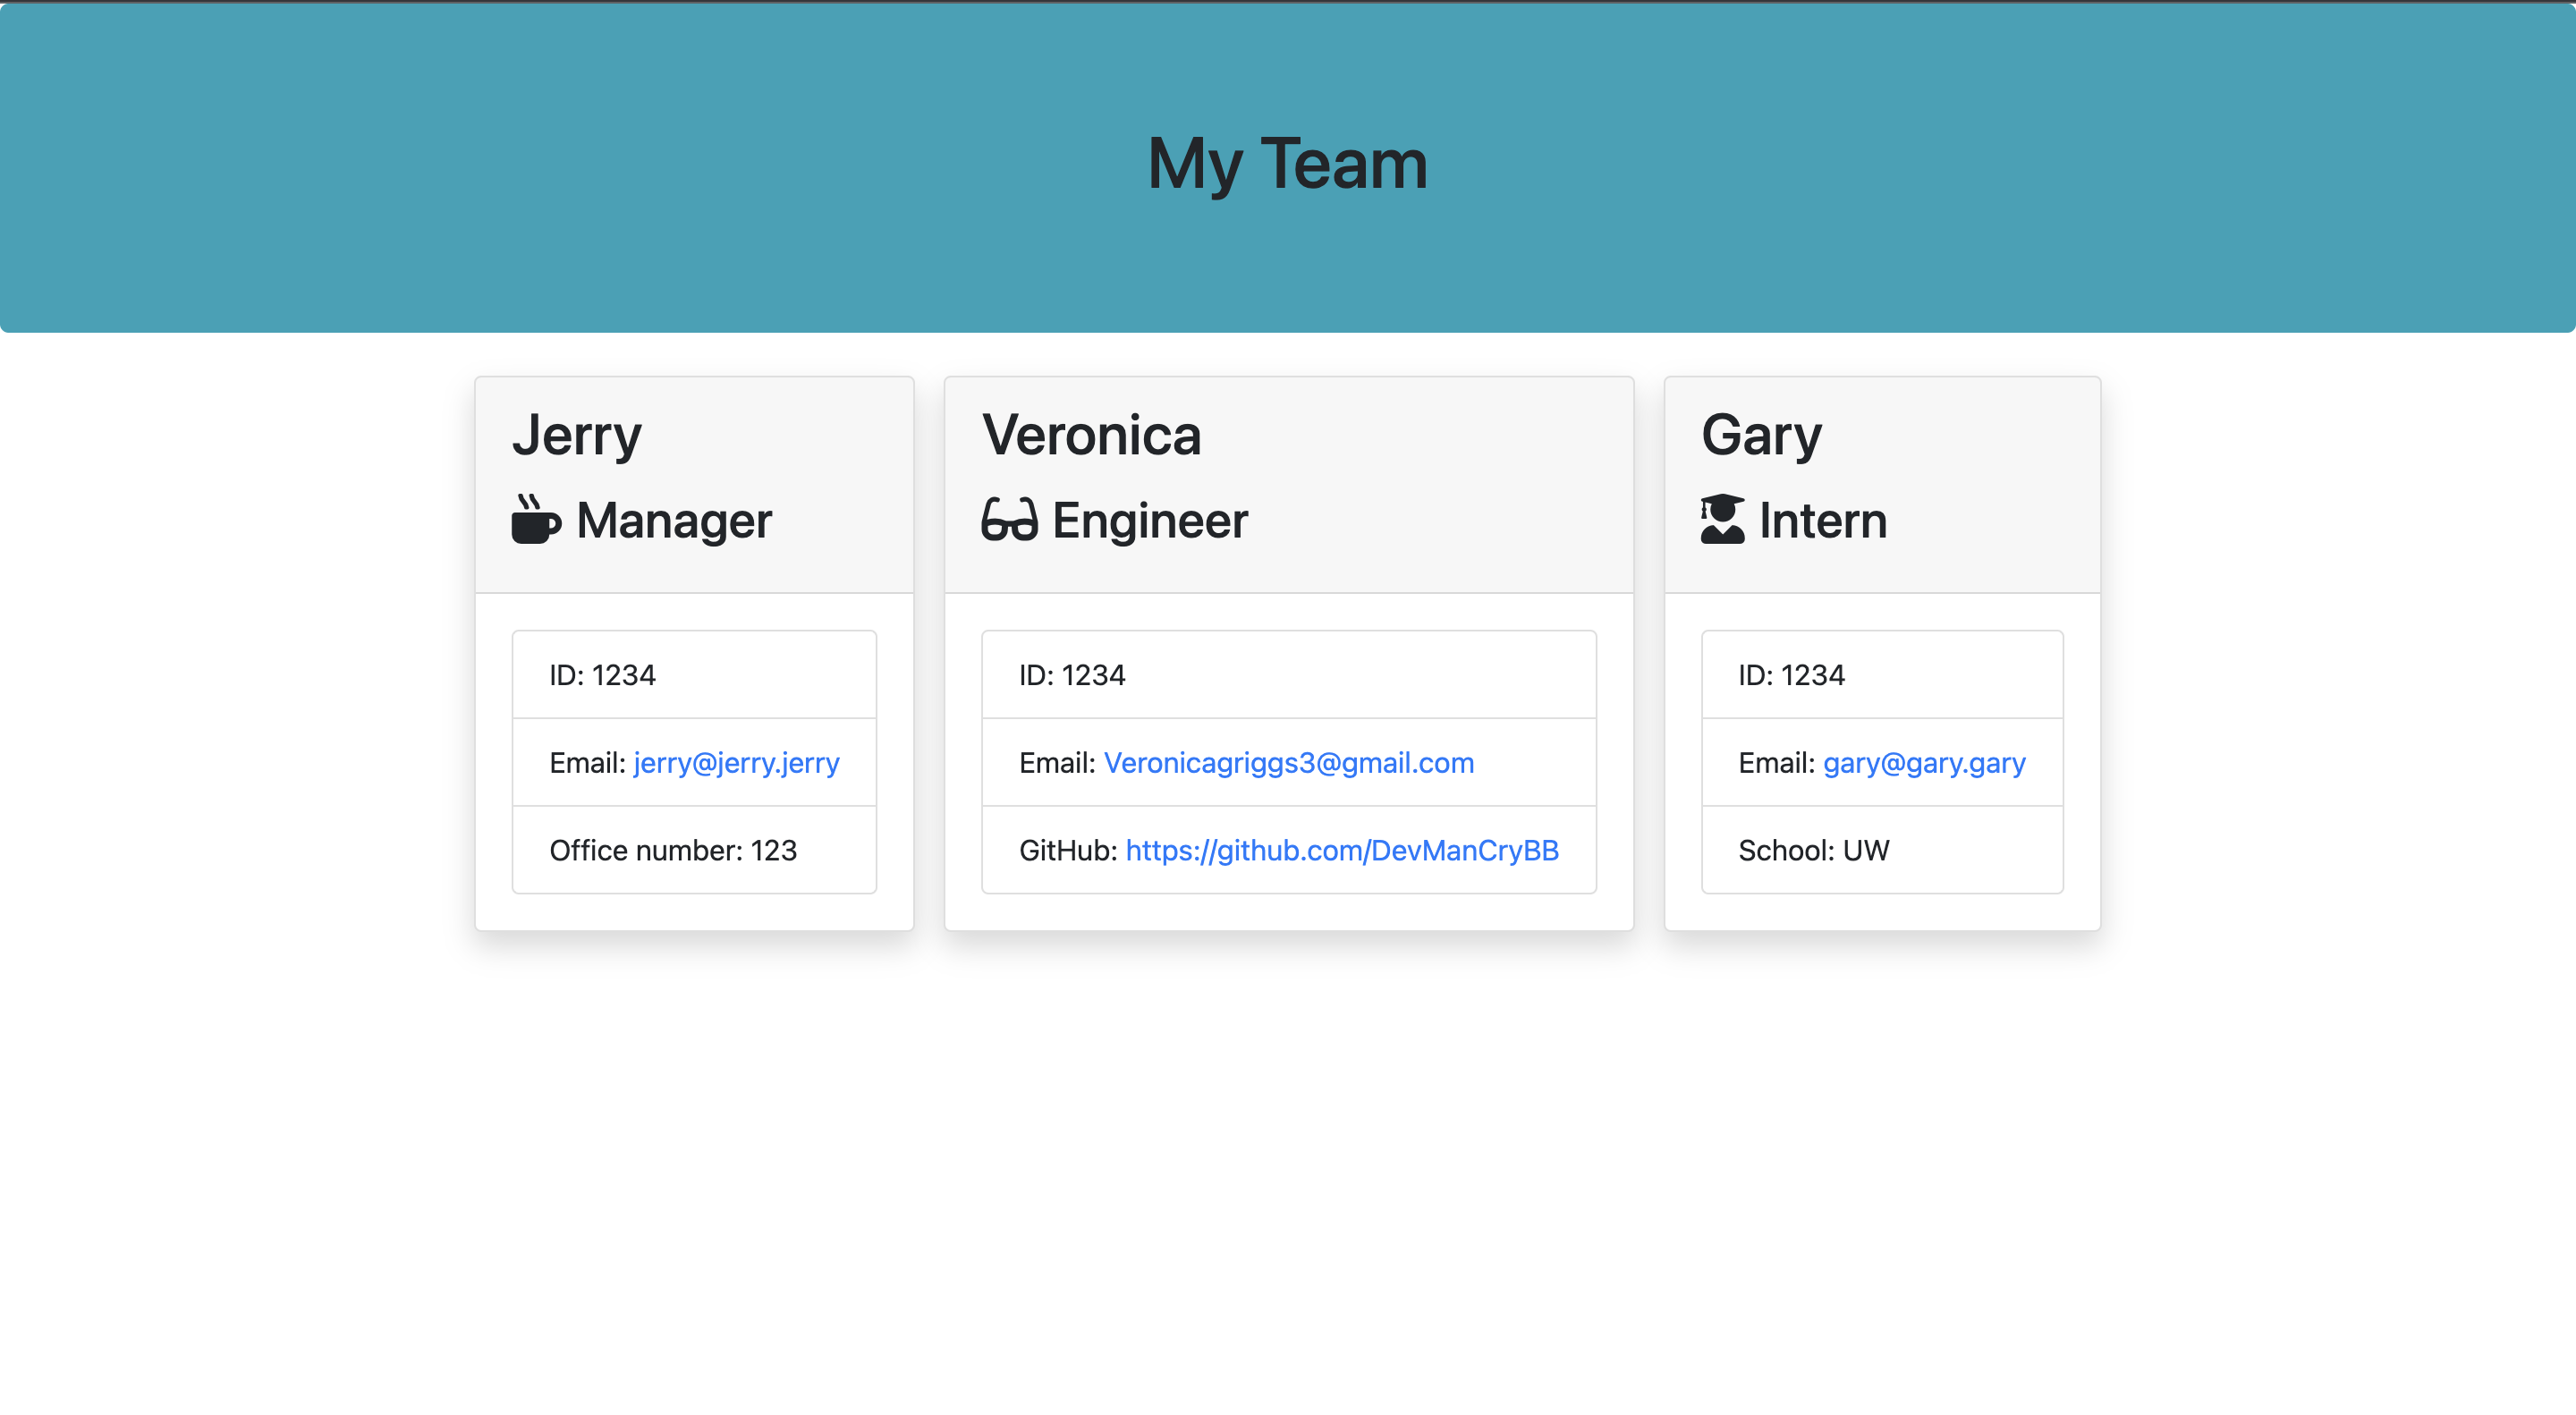 My Team
Jerry
Manager
ID: 1234
Email: jerry@jerry.jerry
Office number: 123
Veronica
Engineer
ID: 1234
Email: Veronicagriggs3@gmail.com
GitHub: https://github.com/DevManCryBB
Gary
Intern
ID: 1234
Email: gary@gary.gary
School: UW